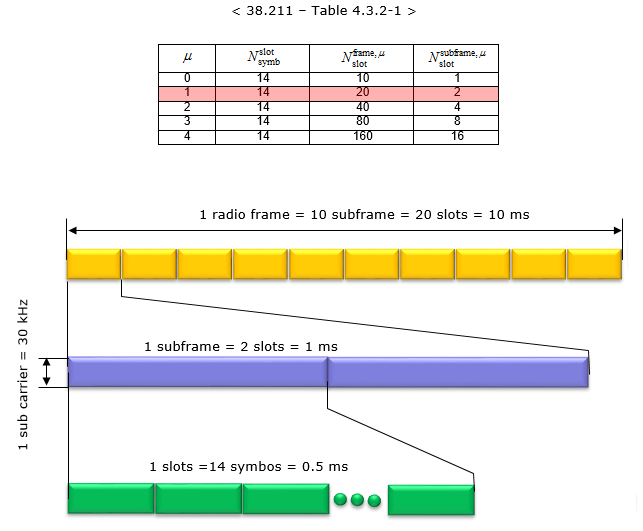 < 38.211 – Table 4.3.2-1 >
μ N slot symb N frame, μ slot N subframe, μ slot
0 14 10 1
1 14 20 2
2 14 40 4
3 14 80 8
4 14 160 16
1 radio frame = 10 subframe = 20 slots = 10 ms
1 sub carrier = 30 kHz
1 subframe = 2 slots = 1 ms
1 slots =14 symbos = 0.5 ms